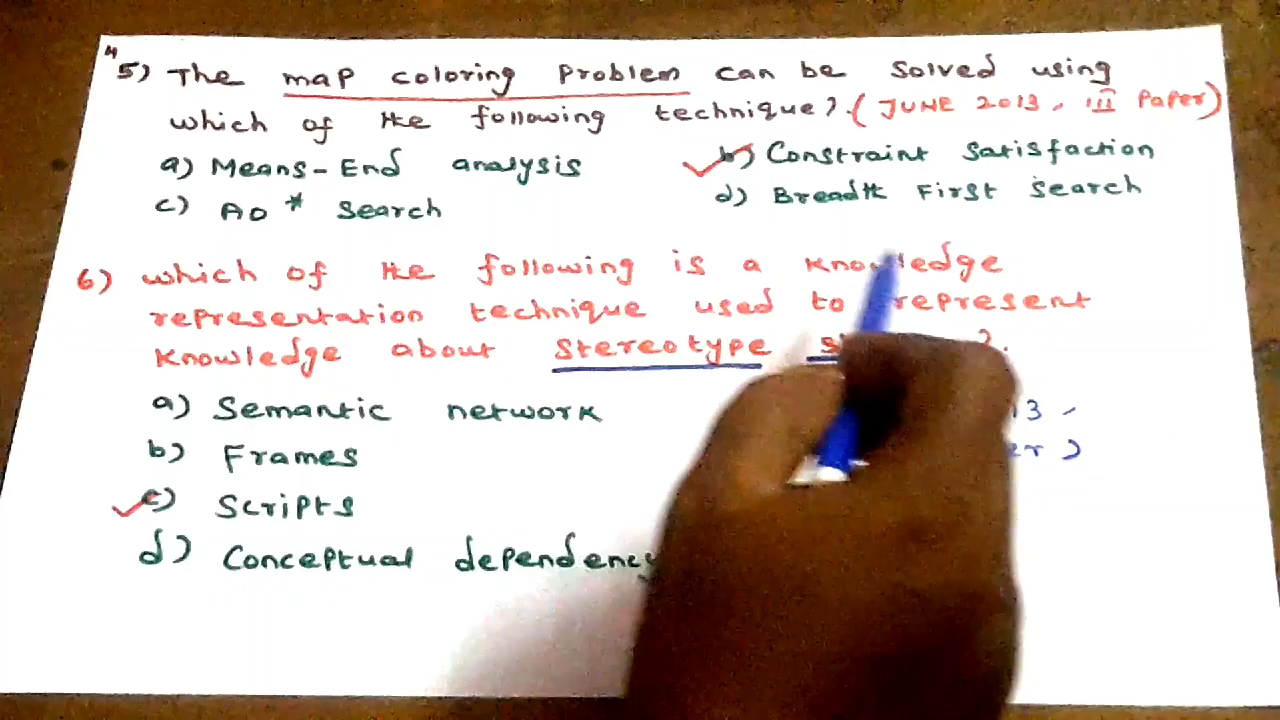 5) The map coloring problem can be solved using
which of the following technique?. ( JUNE 2013, III Paper)
a) Means-End analysis b) Constraint satisfaction
c) AO* search d) Breadth First search
6) which of the following is a knowledge
representation technique used to represent
knowledge about stereotype
a) Semantic network
b) Frames
c) Scripts
d) Conceptual dependency